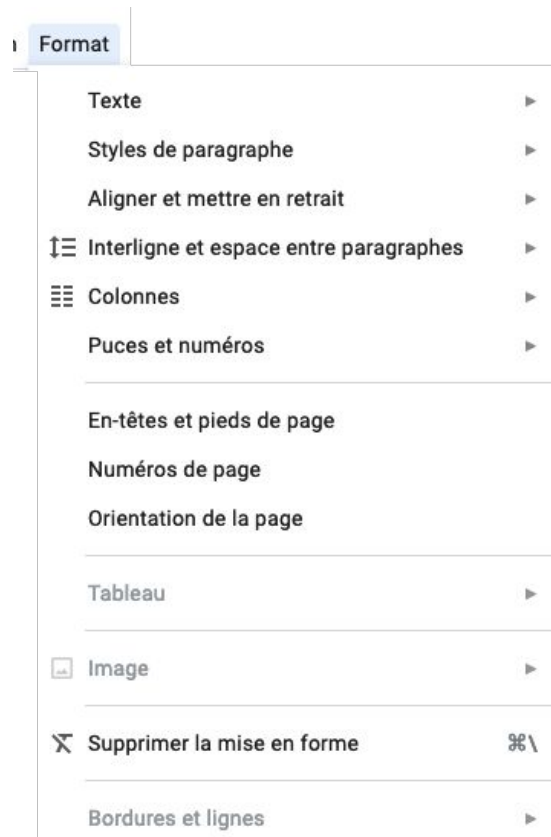 Format
Texte
Styles de paragraphe
Aligner et mettre en retrait
Interligne et espace entre paragraphes
Colonnes
Puces et numéros
En-têtes et pieds de page
Numéros de page
Orientation de la page
Tableau
Image
Supprimer la mise en forme ⌘\
Bordures et lignes